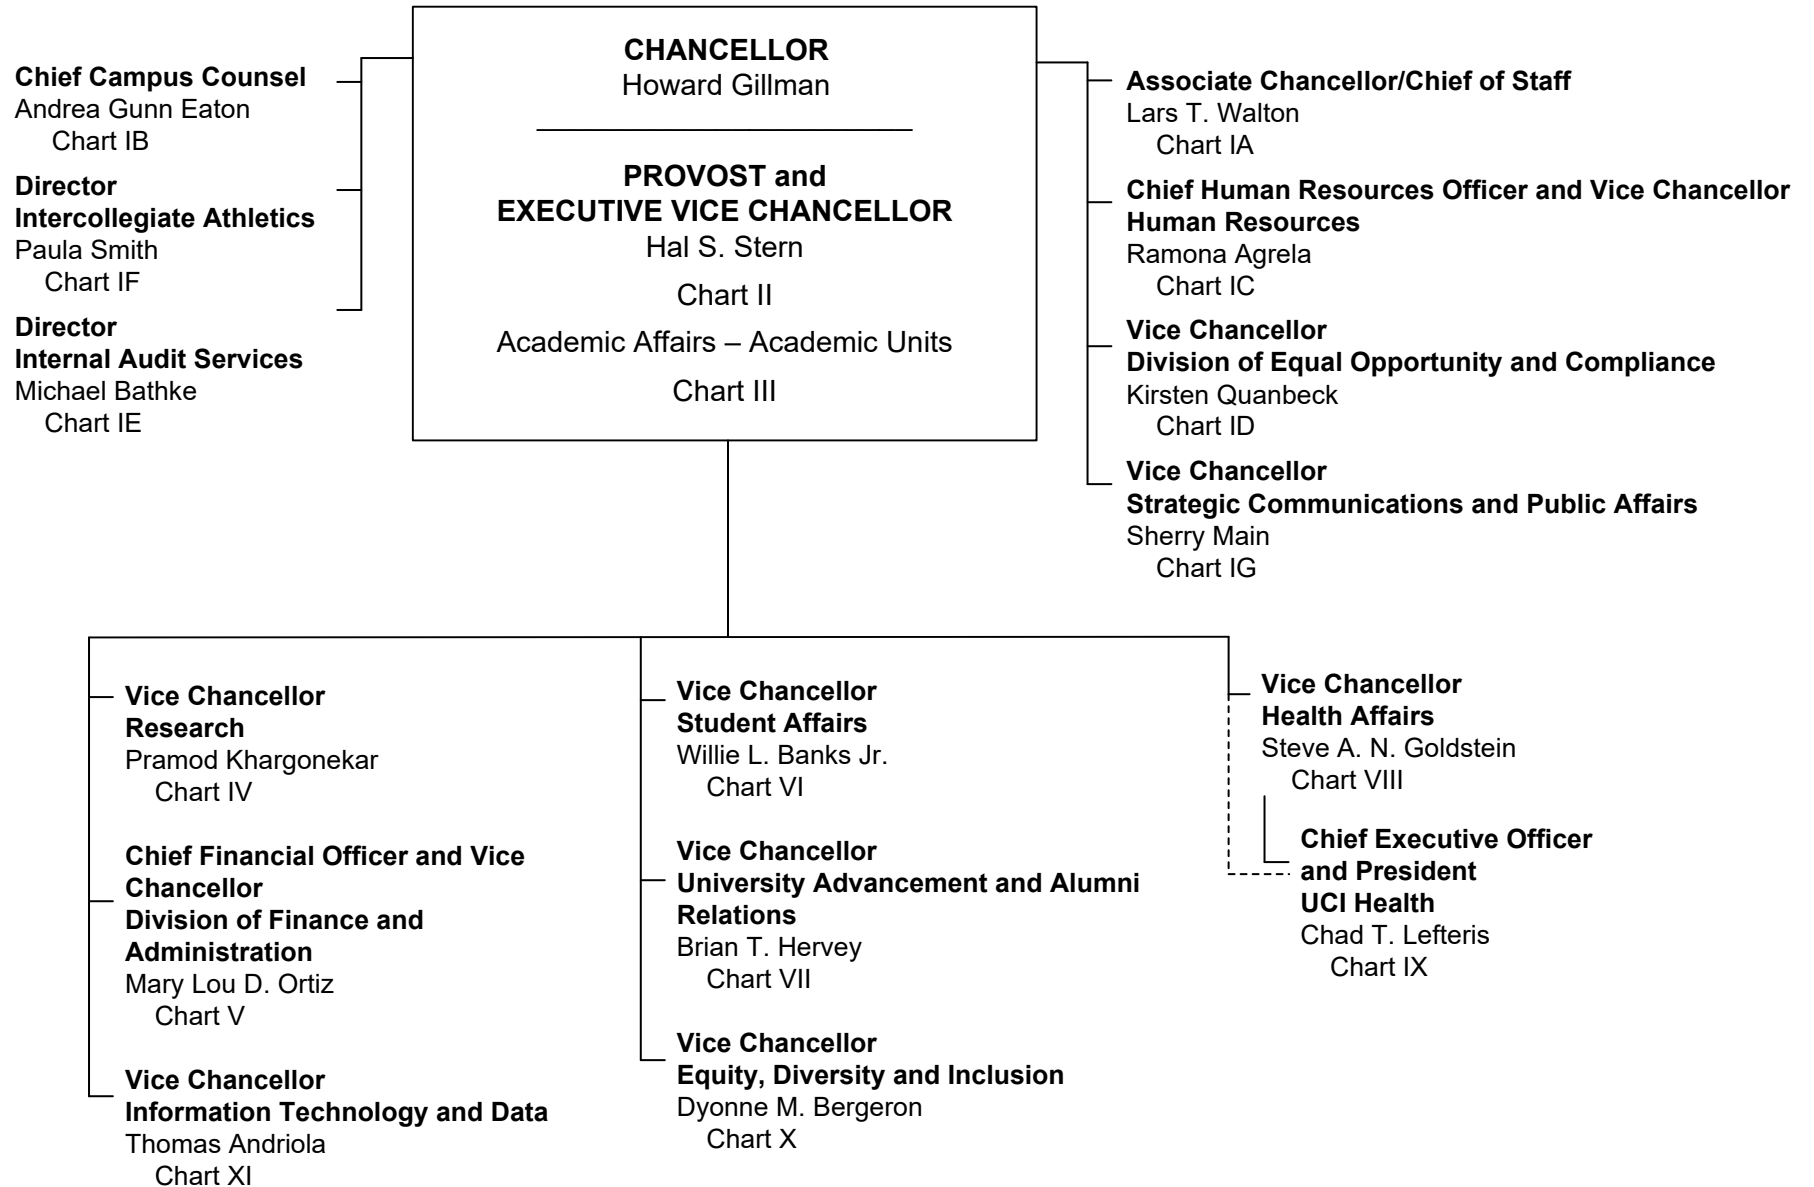 CHANCELLOR
Howard Gillman
PROVOST and
EXECUTIVE VICE CHANCELLOR
Hal S. Stern
Chart II
Academic Affairs – Academic Units
Chart III
Chief Campus Counsel
Andrea Gunn Eaton
Chart IB
Director
Intercollegiate Athletics
Paula Smith
Chart IF
Director
Internal Audit Services
Michael Bathke
Chart IE
Associate Chancellor/Chief of Staff
Lars T. Walton
Chart IA
Chief Human Resources Officer and Vice Chancellor
Human Resources
Ramona Agrela
Chart IC
Vice Chancellor
Division of Equal Opportunity and Compliance
Kirsten Quanbeck
Chart ID
Vice Chancellor
Strategic Communications and Public Affairs
Sherry Main
Chart IG
Vice Chancellor
Research
Pramod Khargonekar
Chart IV
Chief Financial Officer and Vice
Chancellor
Division of Finance and
Administration
Mary Lou D. Ortiz
Chart V
Vice Chancellor
Information Technology and Data
Thomas Andriola
Chart XI
Vice Chancellor
Student Affairs
Willie L. Banks Jr.
Chart VI
Vice Chancellor
University Advancement and Alumni
Relations
Brian T. Hervey
Chart VII
Vice Chancellor
Equity, Diversity and Inclusion
Dyonne M. Bergeron
Chart X
Vice Chancellor
Health Affairs
Steve A. N. Goldstein
Chart VIII
Chief Executive Officer
and President
UCI Health
Chad T. Lefteris
Chart IX